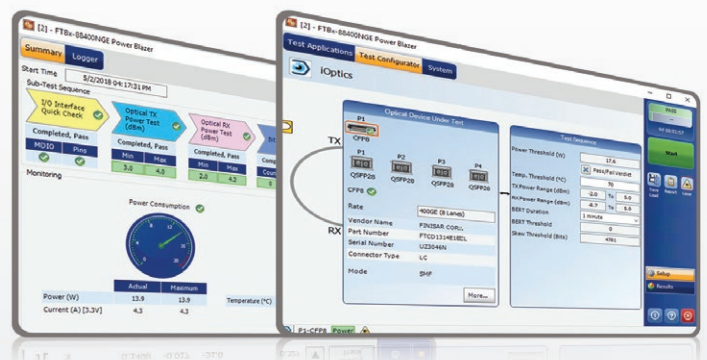 [2] - FTBx-88400NGE Power Blazer
Summary
Logger
Start Time
5/2/2018 04:17:31 PM
Sub-Test Sequence
I/O Interface
Quick Check
Optical TX
Power Test
(dBm)
Optical RX
Power Test
(dBm)
Completed, Pass
Completed, Pass
Completed, Pass
MDIO
Pins
Min
Max
Min
Max
3.0
4.0
2.0
4.3
0
Monitoring
Power Consumption
Actual
Maximum
Power (W)
13.9
13.9
Temperature (°C)
Current (A) [3.3V]
4.3
4.3
[2] - FTBx-88400NGE Power Blazer
Test Applications
Test Configurator
System
iOptics
TX
RX
Optical Device Under Test
P1
CFP8
P1
P2
P3
P4
QSFP28
QSFP28
QSFP28
QSFP28
CFP8
Rate
400GE (8 Lanes)
Vendor Name
FINISAR CORP.
Part Number
FTCD1314E1BCL
Serial Number
UZ3046N
Connector Type
LC
Mode
SMF
More...
Test Sequence
Power Threshold (W)
17.6
Pass/Fail Verdict
Temp. Threshold (°C)
70
TX Power Range (dBm)
-2.0
To
5.0
RX Power Range (dBm)
To
BERT Duration
1 minute
BERT Threshold
0
Skew Threshold (Bits)
4701
PASS
Start
Setup
Results
P1-CFP8
Power